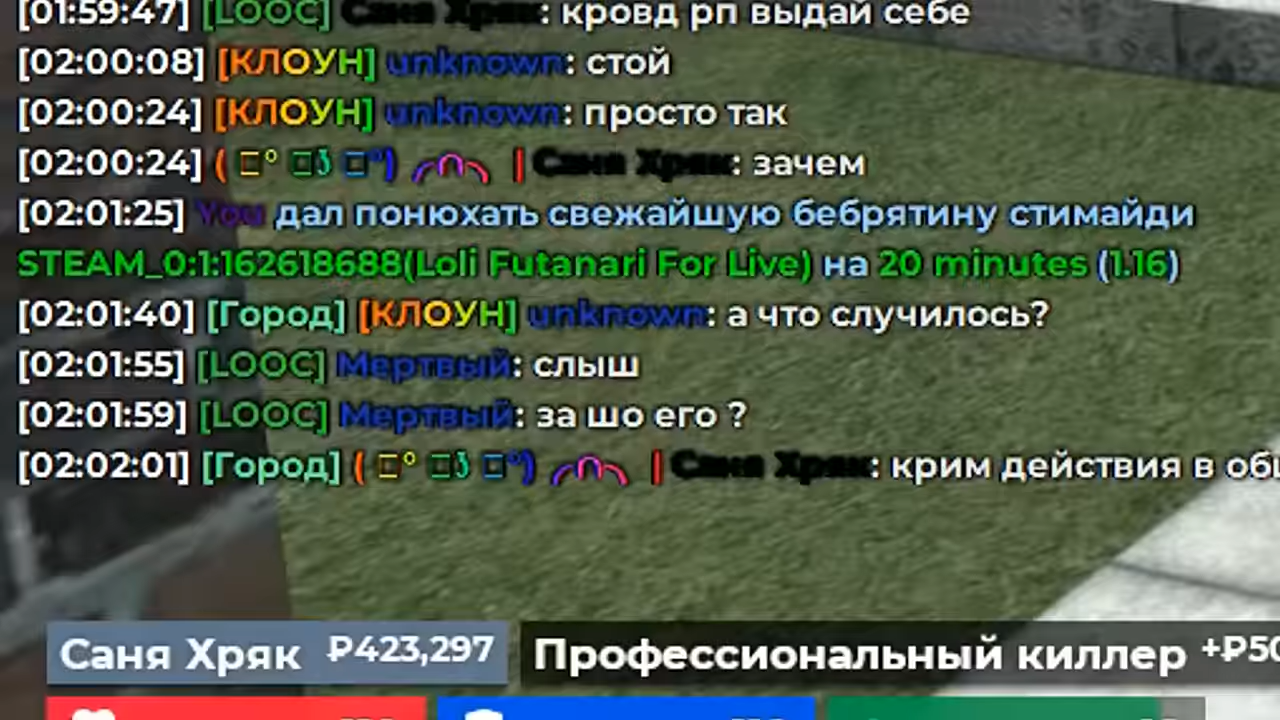 [01:59:47] [LOOC] Саня Хряк: кровд рп выдай себе
[02:00:08] [КЛОУН] unknown: стой
[02:00:24] [КЛОУН] unknown: просто так
[02:00:24] ( □° □ʖ □°) ╭∩╮ | Саня Хряк: зачем
[02:01:25] You дал понюхать свежайшую бебрятину стимайди
STEAM_0:1:162618688(Loli Futanari For Live) на 20 minutes (1.16)
[02:01:40] [Город] [КЛОУН] unknown: а что случилось?
[02:01:55] [LOOC] Мертвый: слыш
[02:01:59] [LOOC] Мертвый: за шо его ?
[02:02:01] [Город] ( □° □ʖ □°) ╭∩╮ | Саня Хряк: крим действия в
Саня Хряк ₽423,297 Профессиональный киллер +₽50